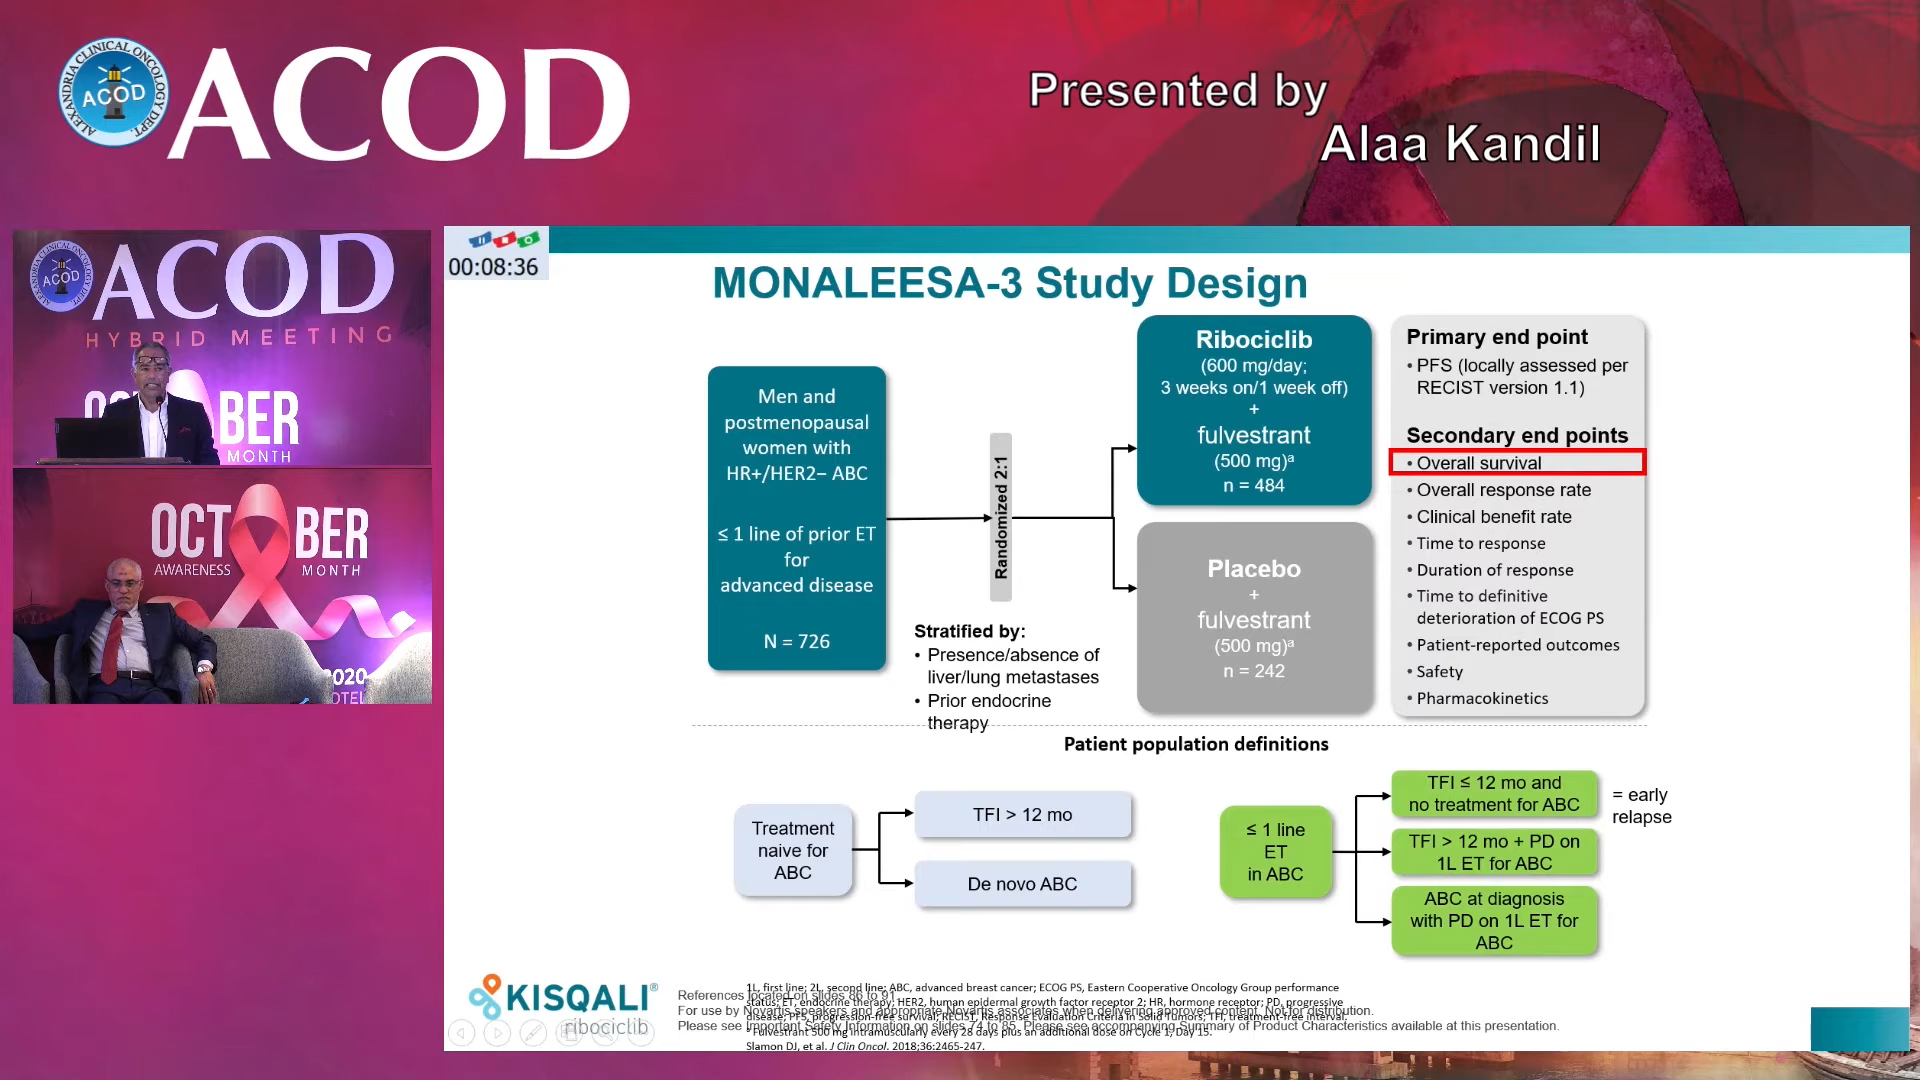 ALEXANDRIA CLINICAL ONCOLOGY DEPT.
ACOD
ACOD
Presented by
Alaa Kandil
ACOD
ACOD
HYBRID MEETING
BER
MONTH
OCT BER
AWARENESS MONTH
2020
00:08:36
MONALEESA-3 Study Design
Men and
postmenopausal
women with
HR+/HER2− ABC
≤ 1 line of prior ET
for
advanced disease
N = 726
Randomized 2:1
Stratified by:
• Presence/absence of
liver/lung metastases
• Prior endocrine
therapy
Ribociclib
(600 mg/day;
3 weeks on/1 week off)
+
fulvestrant
(500 mg)ᵃ
n = 484
Placebo
+
fulvestrant
(500 mg)ᵃ
n = 242
Primary end point
• PFS (locally assessed per
RECIST version 1.1)
Secondary end points
• Overall survival
• Overall response rate
• Clinical benefit rate
• Time to response
• Duration of response
• Time to definitive
deterioration of ECOG PS
• Patient-reported outcomes
• Safety
• Pharmacokinetics
Patient population definitions
Treatment
naive for
ABC
TFI > 12 mo
De novo ABC
≤ 1 line
ET
in ABC
TFI ≤ 12 mo and
no treatment for ABC
= early
relapse
TFI > 12 mo + PD on
1L ET for ABC
ABC at diagnosis
with PD on 1L ET for
ABC
KISQALI®
ribociclib
1L, first line; 2L, second line; ABC, advanced breast cancer; ECOG PS, Eastern Cooperative Oncology Group performance
status; ET, endocrine therapy; HER2, human epidermal growth factor receptor 2; HR, hormone receptor; PD, progressive
disease; PFS, progression-free survival; RECIST, Response Evaluation Criteria in Solid Tumors; TFI, treatment-free interval.
ᵃ Fulvestrant 500 mg intramuscularly every 28 days plus an additional dose on Cycle 1, Day 15.
Slamon DJ, et al. J Clin Oncol. 2018;36:2465-247.
References located on slides 86 to 91
For use by Novartis speakers and appropriate Novartis associates when delivering approved content. Not for distribution.
Please see Important Safety Information on slides 74 to 85. Please see accompanying Summary of Product Characteristics available at this presentation.